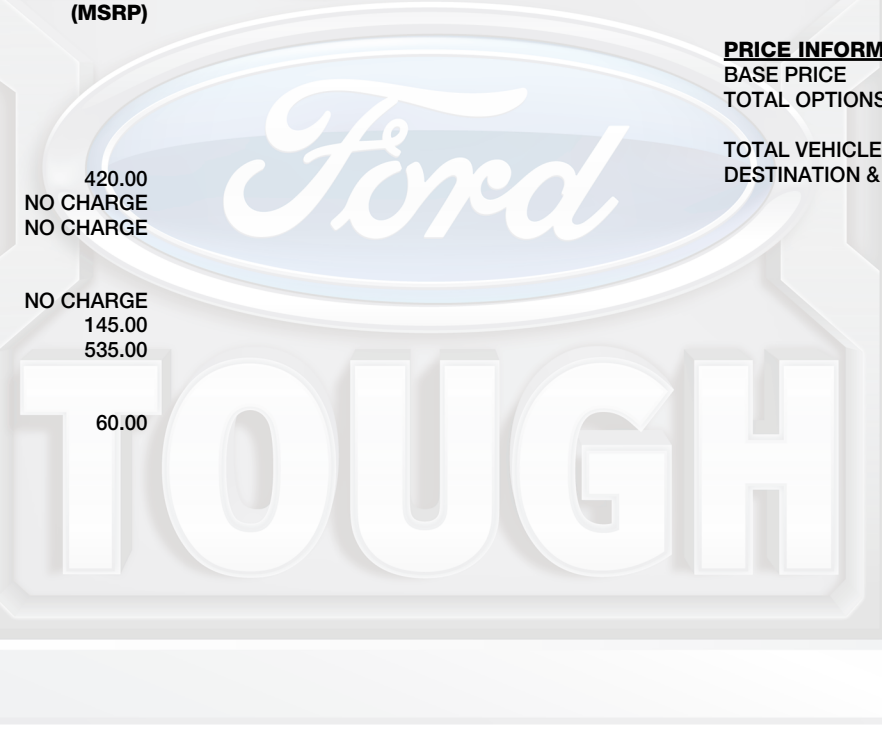 (MSRP)
420.00
NO CHARGE
NO CHARGE
NO CHARGE
145.00
535.00
60.00
PRICE INFORM
BASE PRICE
TOTAL OPTIONS
TOTAL VEHICLE
DESTINATION &
Ford
TOUGH